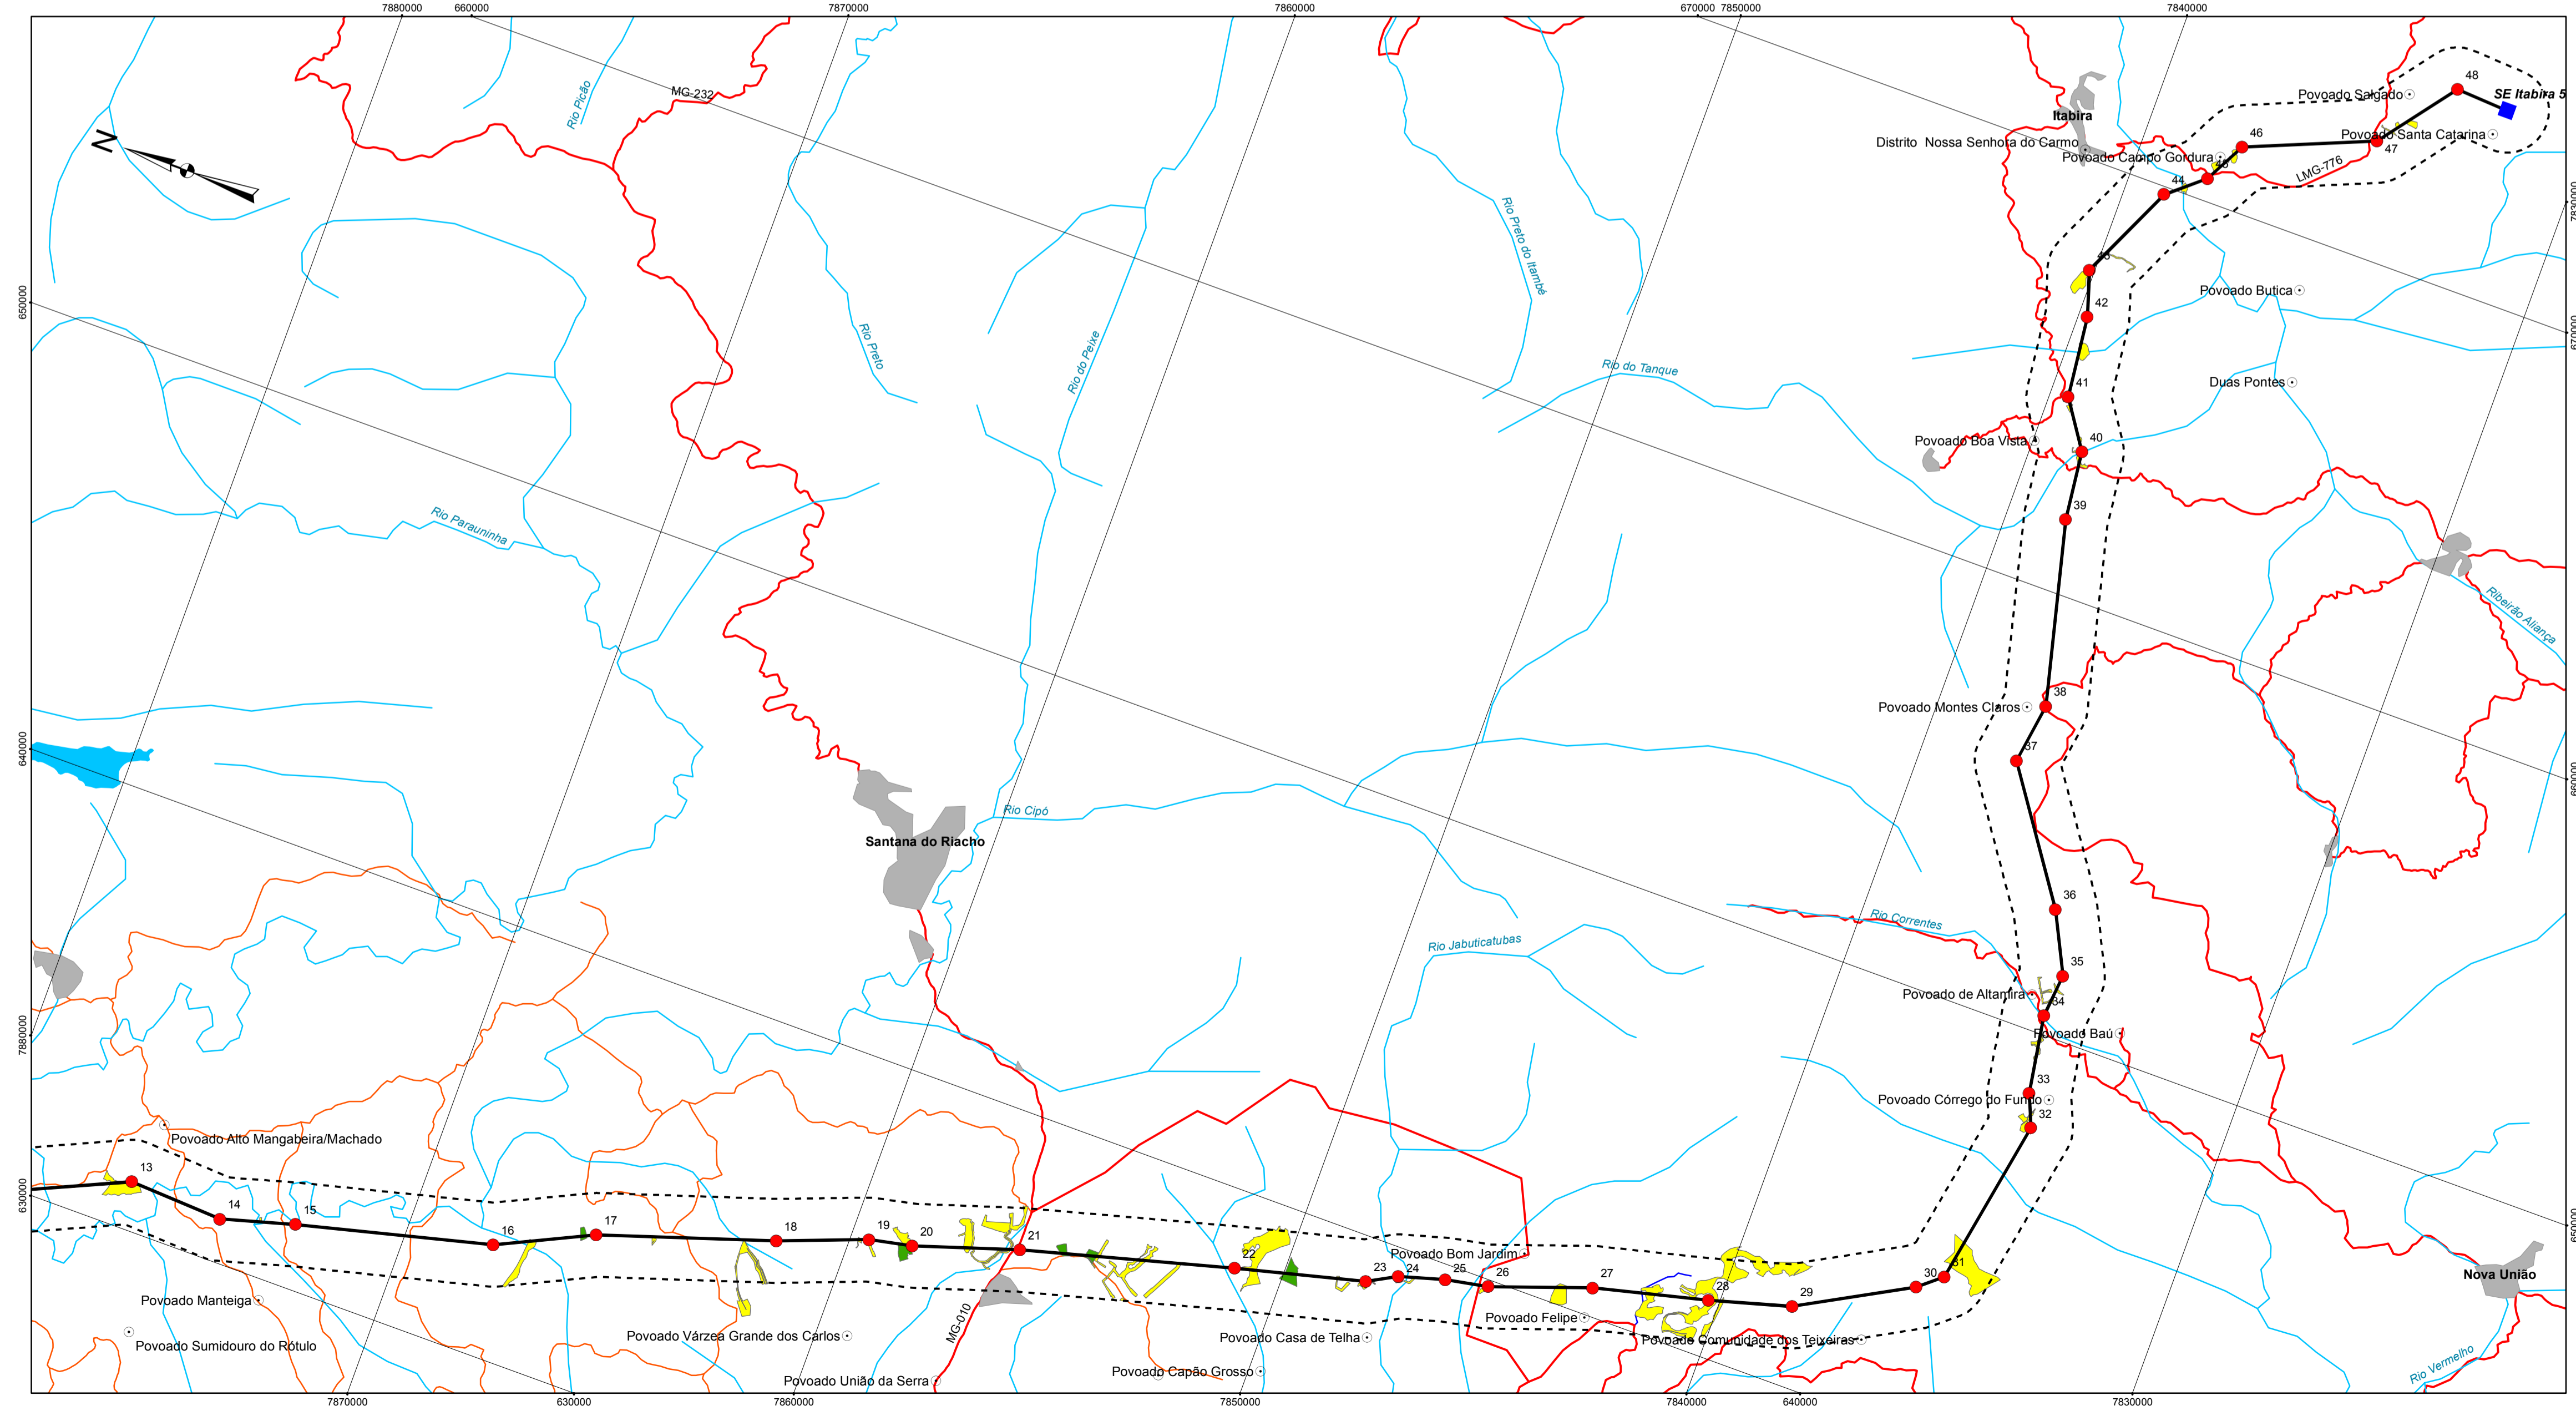 7880000
660000
7870000
7860000
670000
7850000
7840000
N
Rio Picão
MG-232
Itabira
Povoado Salgado
48
SE Itabira 5
Povoado Santa Catarina
Distrito Nossa Senhora do Carmo
Povoado Campo Gordura
46
47
45
44
LMG-776
7830000
650000
Rio Preto
Rio do Peixe
Rio Preto do Itambé
Rio do Tanque
43
42
Povoado Butica
670000
41
Duas Pontes
Povoado Boa Vista
40
39
Rio Parauninha
Ribeirão Aliança
38
Povoado Montes Claros
37
640000
660000
Rio Cipó
Santana do Riacho
36
Rio Correntes
Rio Jabuticatubas
35
Povoado de Altamira
34
Povoado Baú
7880000
33
Povoado Córrego do Fundo
32
Povoado Alto Mangabeira/Machado
13
630000
14
15
16
17
18
19
20
21
22
23
24
25
26
27
28
29
30
31
Povoado Bom Jardim
650000
Nova União
Povoado Manteiga
Povoado Sumidouro do Rótulo
Povoado Várzea Grande dos Carlos
MG-010
Povoado União da Serra
Povoado Casa de Telha
Povoado Capão Grosso
Povoado Felipe
Povoado Comunidade dos Teixeiras
Rio Vermelho
7870000
630000
7860000
7850000
7840000
640000
7830000